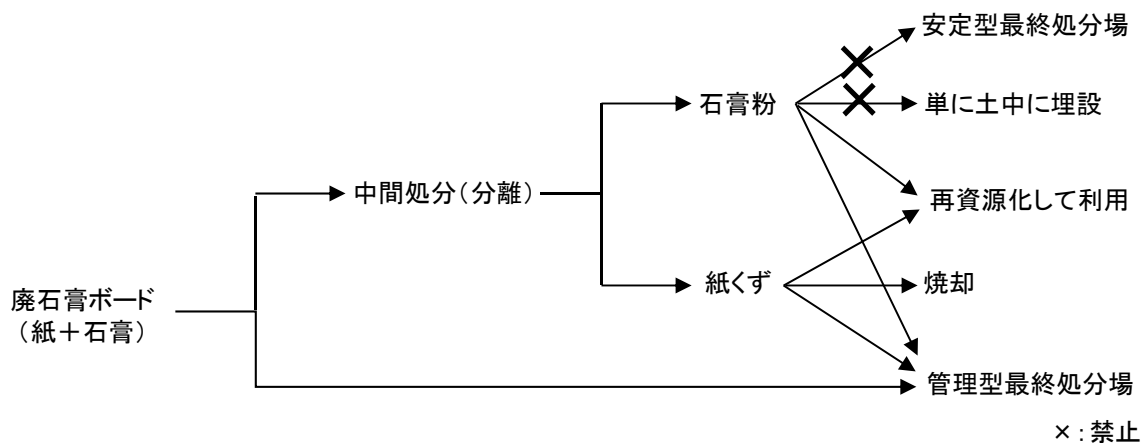 安定型最終処分場
石膏粉
単に土中に埋設
中間処分(分離)
再資源化して利用
紙くず
焼却
廃石膏ボード
(紙+石膏)
管理型最終処分場
×:禁止